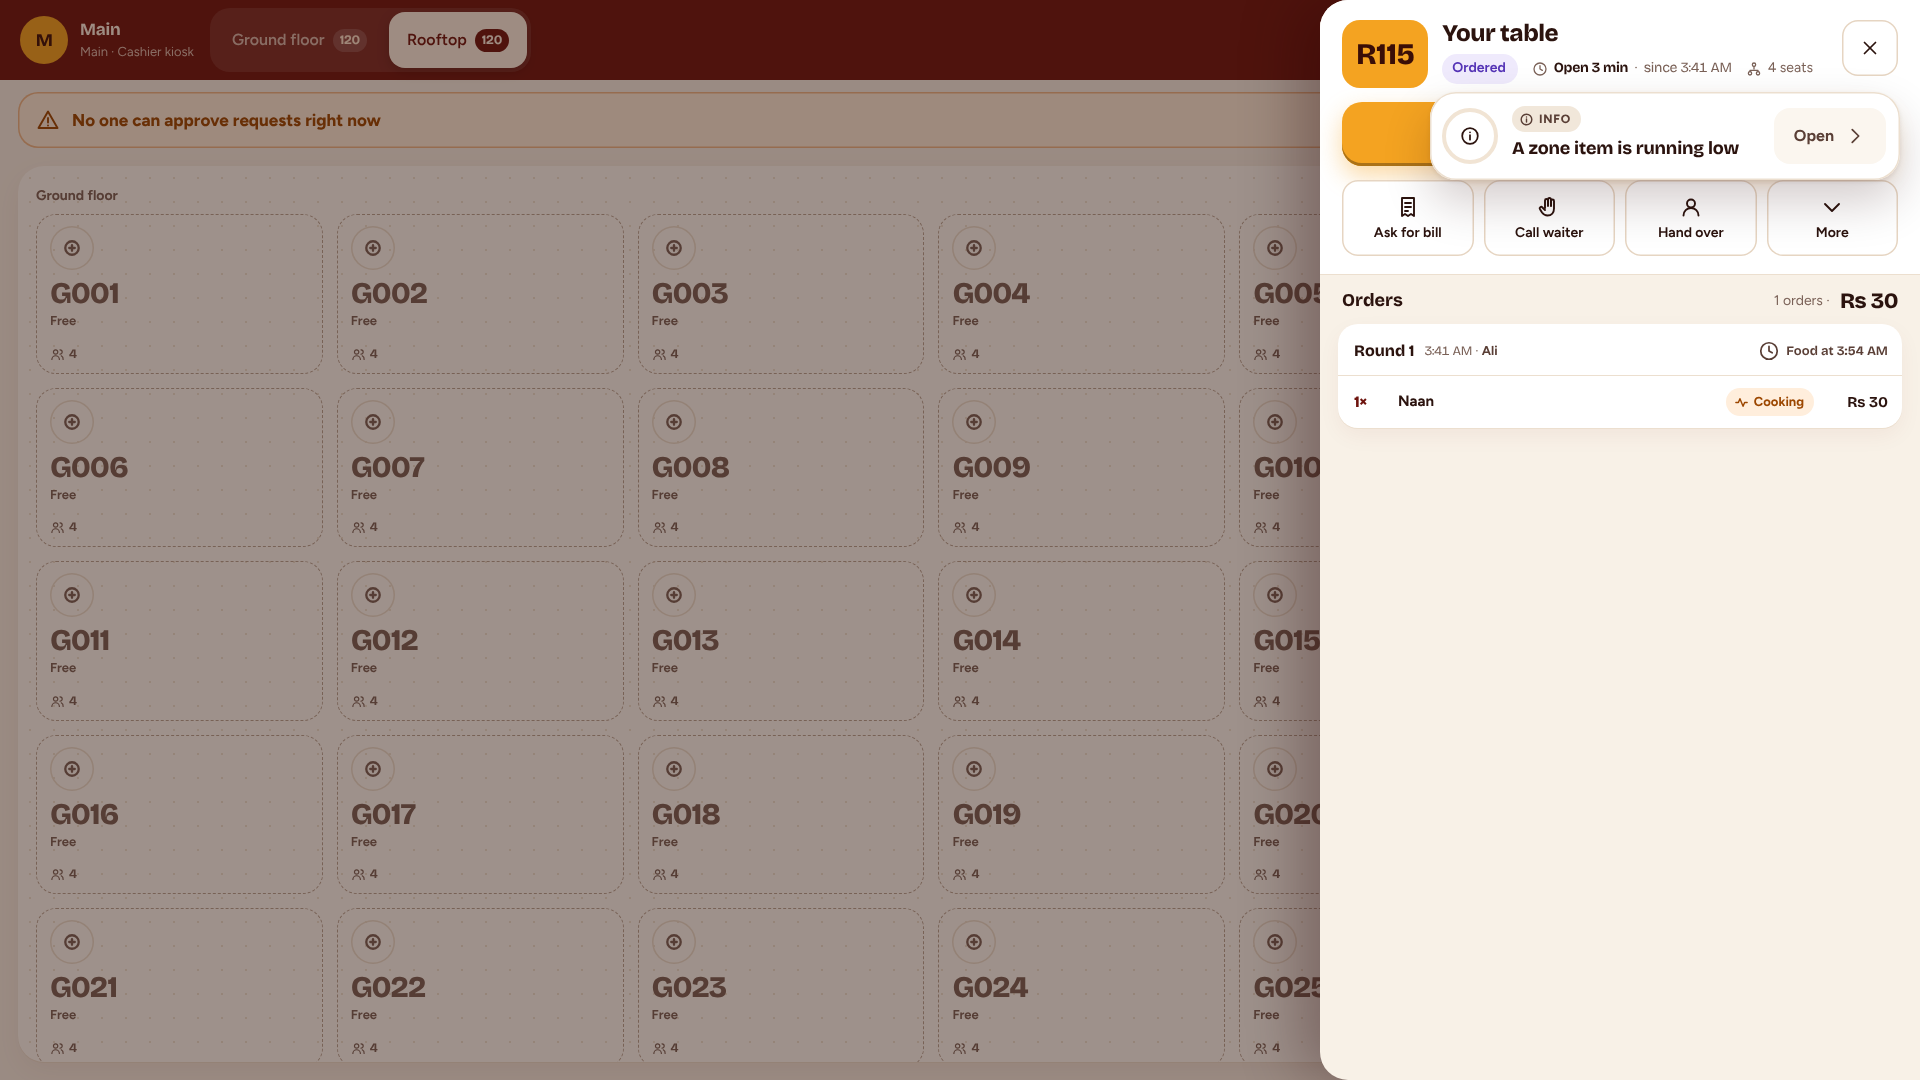 M
Main
Main · Cashier kiosk
Ground floor 120
Rooftop 120
No one can approve requests right now
Ground floor
G001
Free
4
G002
Free
4
G003
Free
4
G004
Free
4
G005
Free
4
G006
Free
4
G007
Free
4
G008
Free
4
G009
Free
4
G010
Free
4
G011
Free
4
G012
Free
4
G013
Free
4
G014
Free
4
G015
Free
4
G016
Free
4
G017
Free
4
G018
Free
4
G019
Free
4
G020
Free
4
G021
Free
4
G022
Free
4
G023
Free
4
G024
Free
4
G025
Free
4
R115
Your table
Ordered Open 3 min · since 3:41 AM 4 seats
INFO
A zone item is running low
Open
Ask for bill
Call waiter
Hand over
More
Orders
1 orders · Rs 30
Round 1 3:41 AM · Ali Food at 3:54 AM
1× Naan Cooking Rs 30